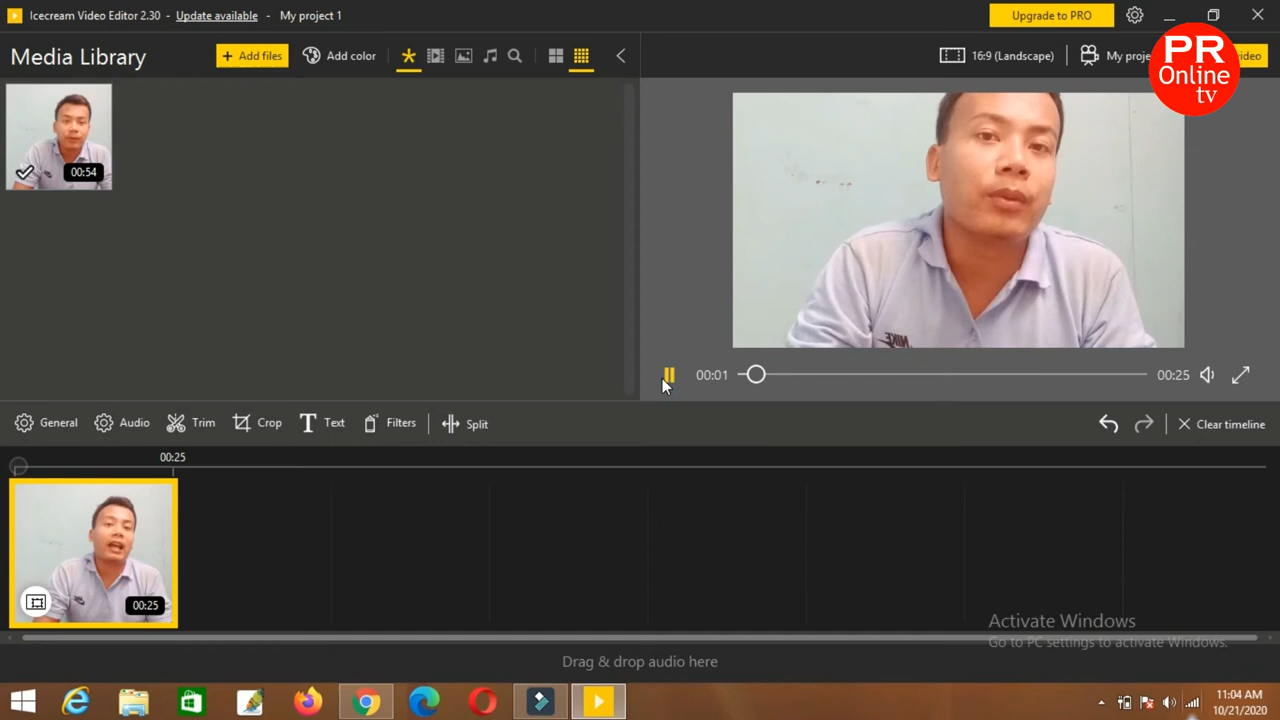 Icecream Video Editor 2.30 - Update available - My project 1
Upgrade to PRO
Media Library
Add files
Add color
16:9 (Landscape)
My proje
video
PR
Online
tv
00:54
NIKE
00:01
00:25
General
Audio
Trim
Crop
Text
Filters
Split
Clear timeline
00:25
00:25
Activate Windows
Go to PC settings to activate Windows.
Drag & drop audio here
11:04 AM
10/21/2020